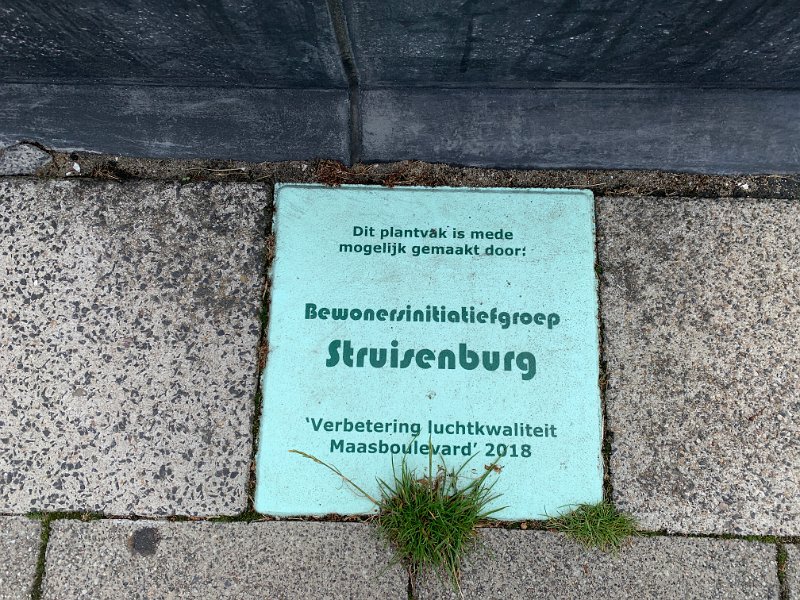 Dit plantvak is mede
mogelijk gemaakt door:
Bewonersinitiatiefgroep
Struisenburg
'Verbetering luchtkwaliteit
Maasboulevard' 2018